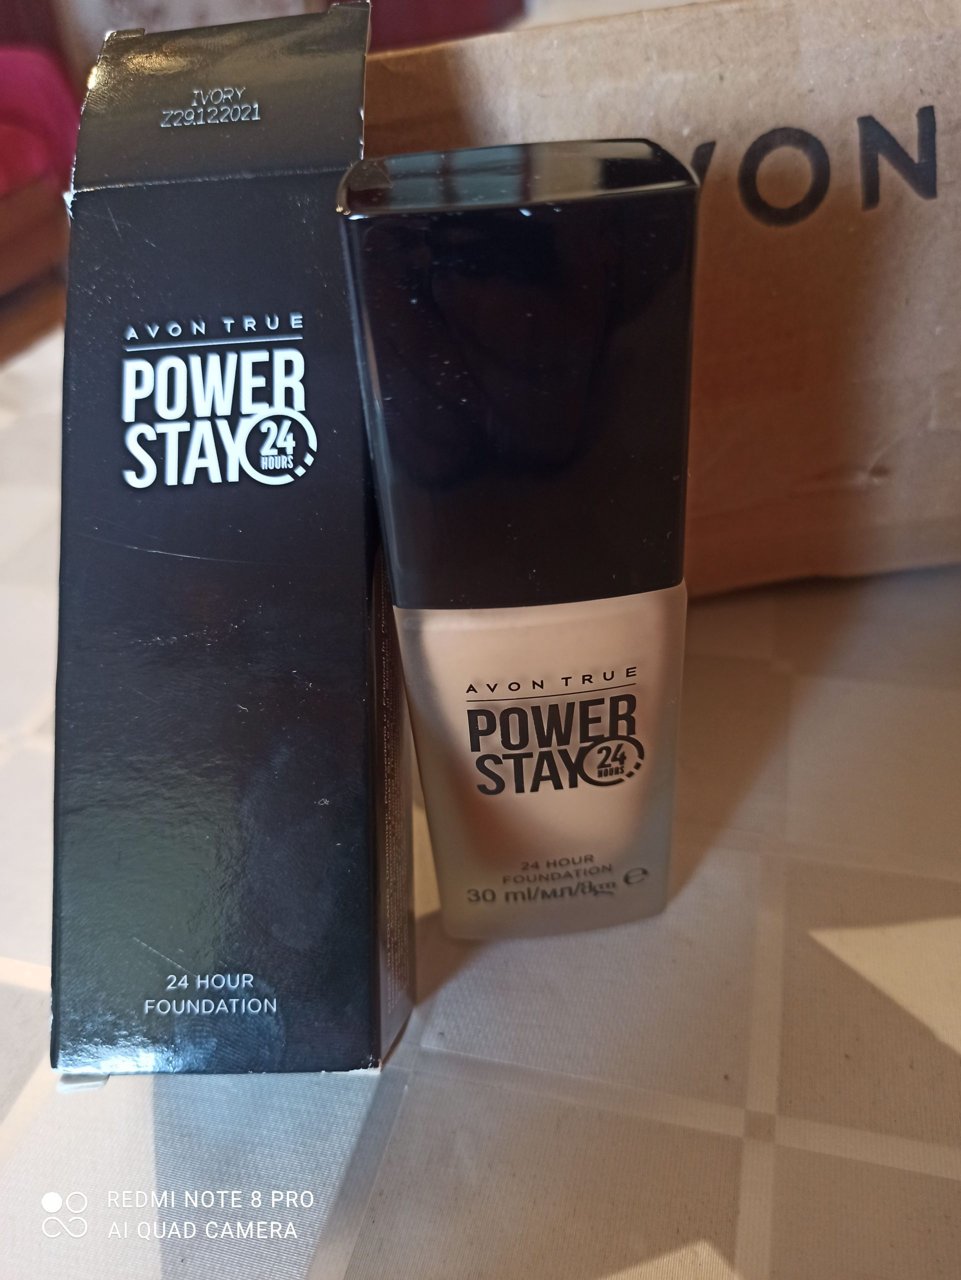 IVORY
Z29.12.2021
AVON TRUE
POWER
STAY 24
HOURS
24 HOUR
FOUNDATION
AVON TRUE
POWER
STAY 24
HOURS
24 HOUR
FOUNDATION
30 ml/мл/ e
VON
REDMI NOTE 8 PRO
AI QUAD CAMERA